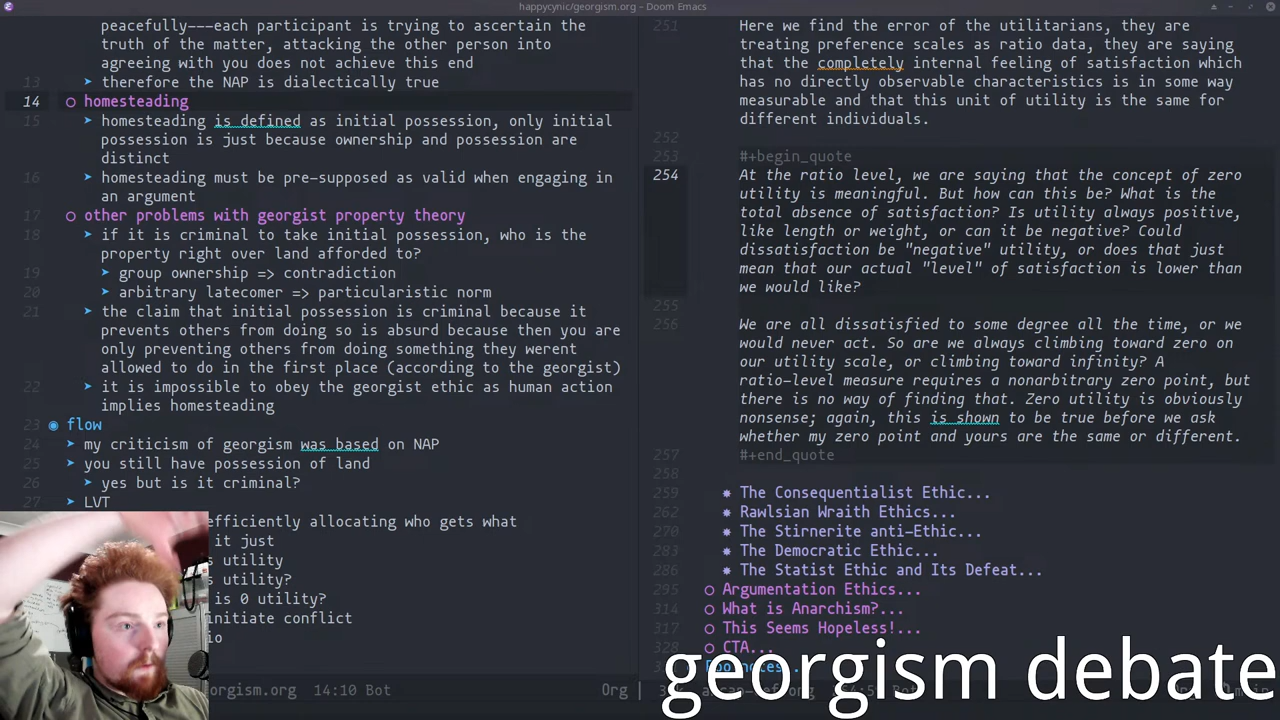 happycynic/georgism.org – Doom Emacs
peacefully---each participant is trying to ascertain the
truth of the matter, attacking the other person into
agreeing with you does not achieve this end
13 ➤ therefore the NAP is dialectically true
14 ○ homesteading
15 ➤ homesteading is defined as initial possession, only initial
possession is just because ownership and possession are
distinct
16 ➤ homesteading must be pre-supposed as valid when engaging in
an argument
17 ○ other problems with georgist property theory
18 ➤ if it is criminal to take initial possession, who is the
property right over land afforded to?
19 ➤ group ownership => contradiction
20 ➤ arbitrary latecomer => particularistic norm
21 ➤ the claim that initial possession is criminal because it
prevents others from doing so is absurd because then you are
only preventing others from doing something they werent
allowed to do in the first place (according to the georgist)
22 ➤ it is impossible to obey the georgist ethic as human action
implies homesteading
23 ◉ flow
24 ➤ my criticism of georgism was based on NAP
25 ➤ you still have possession of land
26 ➤ yes but is it criminal?
27 ➤ LVT
efficiently allocating who gets what
it just
s utility
s utility?
is 0 utility?
initiate conflict
io
orgism.org 14:10 Bot Org
251 Here we find the error of the utilitarians, they are
treating preference scales as ratio data, they are saying
that the completely internal feeling of satisfaction which
has no directly observable characteristics is in some way
measurable and that this unit of utility is the same for
different individuals.
252
253 #+begin_quote
254 At the ratio level, we are saying that the concept of zero
utility is meaningful. But how can this be? What is the
total absence of satisfaction? Is utility always positive,
like length or weight, or can it be negative? Could
dissatisfaction be "negative" utility, or does that just
mean that our actual "level" of satisfaction is lower than
we would like?
255
256 We are all dissatisfied to some degree all the time, or we
would never act. So are we always climbing toward zero on
our utility scale, or climbing toward infinity? A
ratio-level measure requires a nonarbitrary zero point, but
there is no way of finding that. Zero utility is obviously
nonsense; again, this is shown to be true before we ask
whether my zero point and yours are the same or different.
257 #+end_quote
258
259 ✸ The Consequentialist Ethic...
262 ✸ Rawlsian Wraith Ethics...
270 ✸ The Stirnerite anti-Ethic...
283 ✸ The Democratic Ethic...
286 ✸ The Statist Ethic and Its Defeat...
295 ○ Argumentation Ethics...
314 ○ What is Anarchism?...
317 ○ This Seems Hopeless!...
328 ○ CTA...
georgism debate